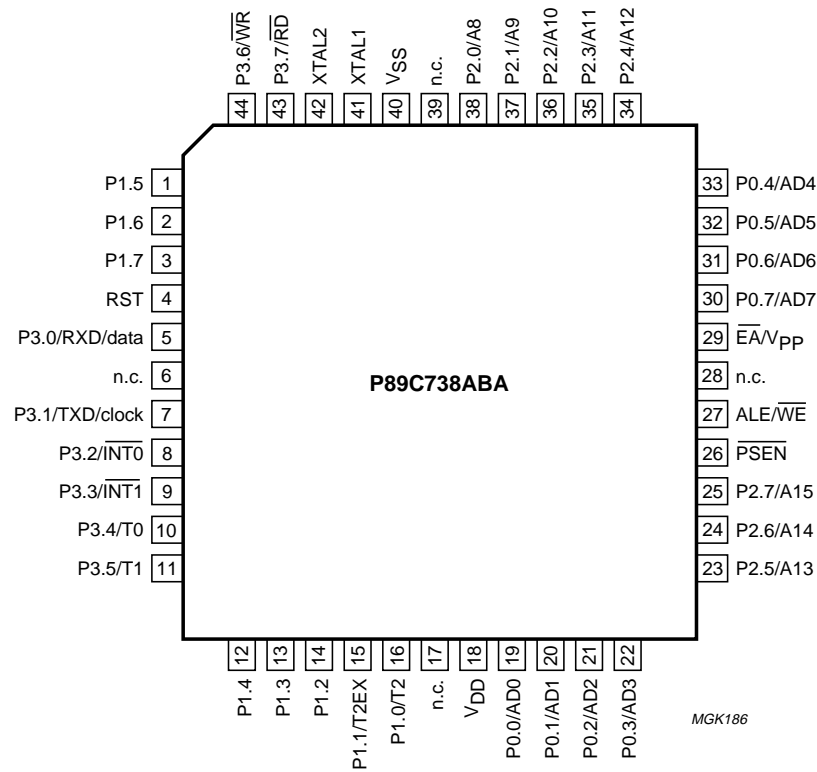 P3.6/W̅R̅
P3.7/R̅D̅
XTAL2
XTAL1
VSS
n.c.
P2.0/A8
P2.1/A9
P2.2/A10
P2.3/A11
P2.4/A12
44
43
42
41
40
39
38
37
36
35
34
P1.5 1
P1.6 2
P1.7 3
RST 4
P3.0/RXD/data 5
n.c. 6
P3.1/TXD/clock 7
P3.2/I̅N̅T̅0̅ 8
P3.3/I̅N̅T̅1̅ 9
P3.4/T0 10
P3.5/T1 11
P89C738ABA
33 P0.4/AD4
32 P0.5/AD5
31 P0.6/AD6
30 P0.7/AD7
29 E̅A̅/VPP
28 n.c.
27 ALE/W̅E̅
26 P̅S̅E̅N̅
25 P2.7/A15
24 P2.6/A14
23 P2.5/A13
12
13
14
15
16
17
18
19
20
21
22
P1.4
P1.3
P1.2
P1.1/T2EX
P1.0/T2
n.c.
VDD
P0.0/AD0
P0.1/AD1
P0.2/AD2
P0.3/AD3
MGK186